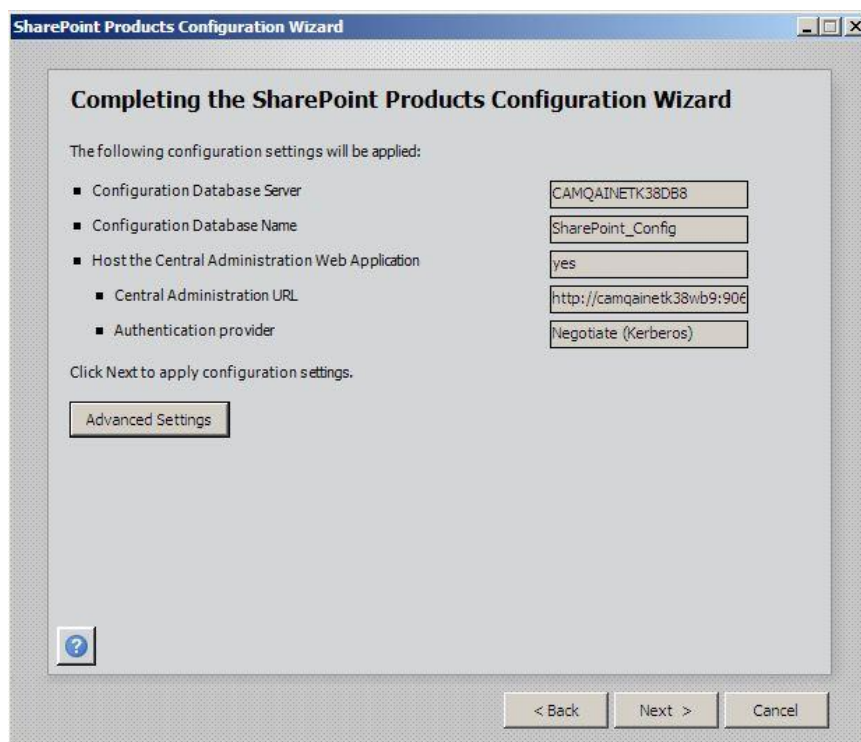 SharePoint Products Configuration Wizard
Completing the SharePoint Products Configuration Wizard
The following configuration settings will be applied:
Configuration Database Server CAMQAINETK38DB8
Configuration Database Name SharePoint_Config
Host the Central Administration Web Application yes
Central Administration URL http://camqainetk38wb9:906
Authentication provider Negotiate (Kerberos)
Click Next to apply configuration settings.
Advanced Settings
?
< Back Next > Cancel